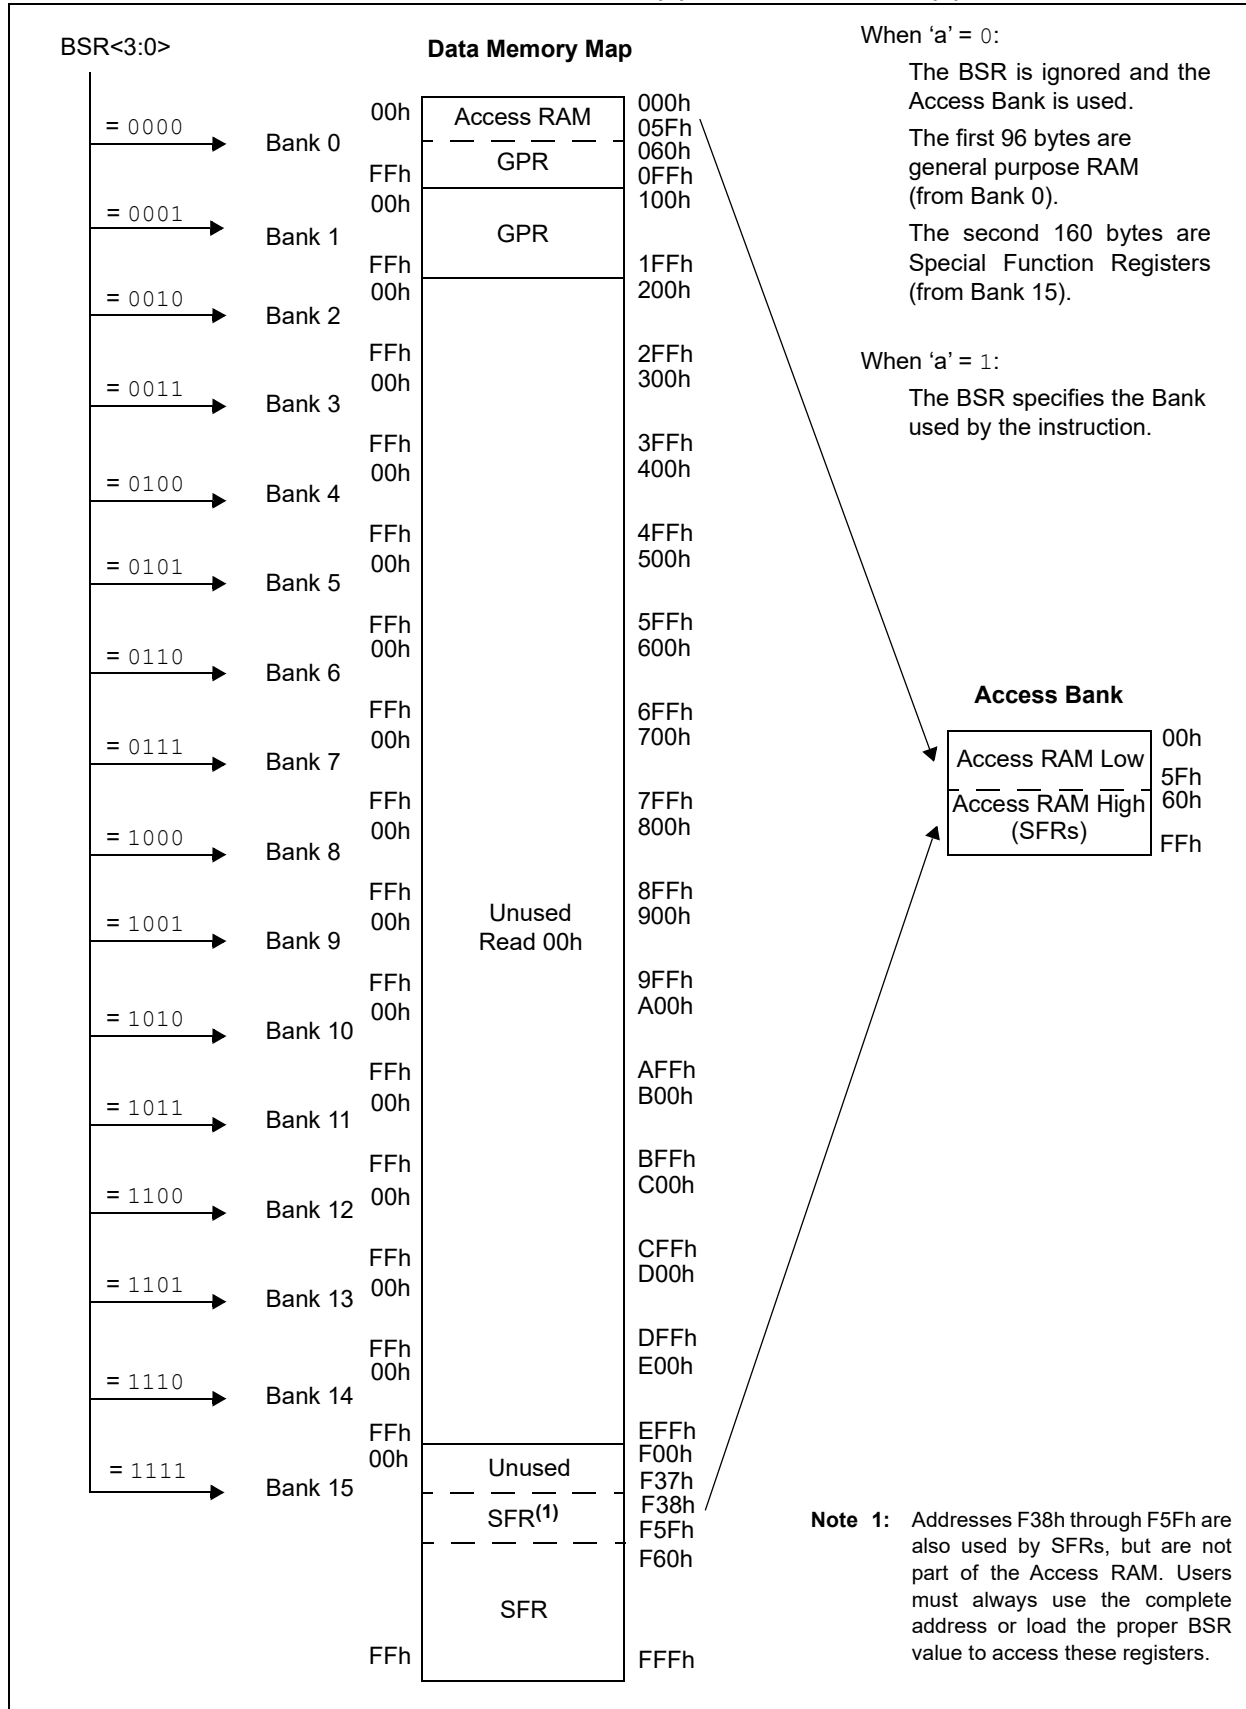 BSR<3:0>
Data Memory Map
When ‘a’ = 0:
The BSR is ignored and the
Access Bank is used.
The first 96 bytes are
general purpose RAM
(from Bank 0).
The second 160 bytes are
Special Function Registers
(from Bank 15).
When ‘a’ = 1:
The BSR specifies the Bank
used by the instruction.
= 0000
Bank 0
00h
FFh
Access RAM
GPR
000h
05Fh
060h
0FFh
= 0001
Bank 1
00h
FFh
GPR
100h
1FFh
= 0010
Bank 2
00h
FFh
200h
2FFh
= 0011
Bank 3
00h
FFh
300h
3FFh
= 0100
Bank 4
00h
FFh
400h
4FFh
= 0101
Bank 5
00h
FFh
500h
5FFh
= 0110
Bank 6
00h
FFh
600h
6FFh
= 0111
Bank 7
00h
FFh
700h
7FFh
= 1000
Bank 8
00h
FFh
800h
8FFh
= 1001
Bank 9
00h
FFh
Unused
Read 00h
900h
9FFh
= 1010
Bank 10
00h
FFh
A00h
AFFh
= 1011
Bank 11
00h
FFh
B00h
BFFh
= 1100
Bank 12
00h
FFh
C00h
CFFh
= 1101
Bank 13
00h
FFh
D00h
DFFh
= 1110
Bank 14
00h
FFh
E00h
EFFh
= 1111
Bank 15
00h
FFh
Unused
SFR(1)
SFR
F00h
F37h
F38h
F5Fh
F60h
FFFh
Access Bank
Access RAM Low
Access RAM High
(SFRs)
00h
5Fh
60h
FFh
Note 1: Addresses F38h through F5Fh are
also used by SFRs, but are not
part of the Access RAM. Users
must always use the complete
address or load the proper BSR
value to access these registers.